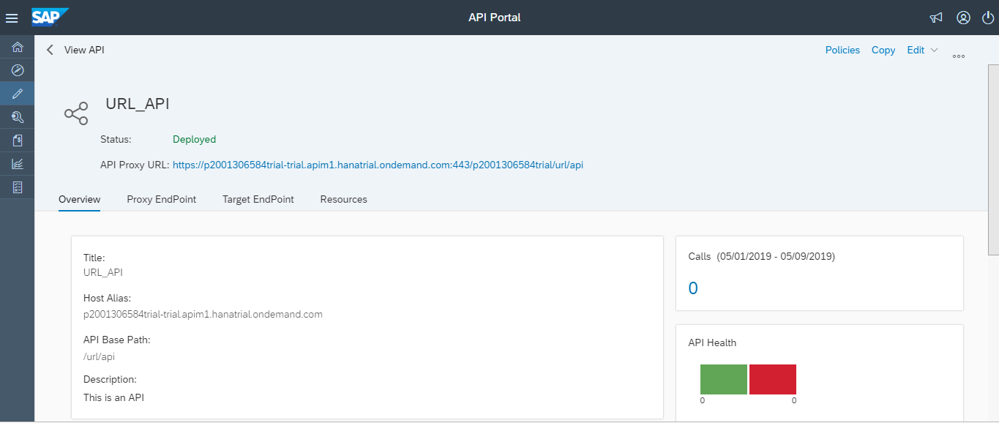 SAP API Portal
View API Policies Copy Edit
URL_API
Status: Deployed
API Proxy URL: https://p2001306584trial-trial.apim1.hanatrial.ondemand.com:443/p2001306584trial/url/api
Overview Proxy EndPoint Target EndPoint Resources
Title:
URL_API
Host Alias:
p2001306584trial-trial.apim1.hanatrial.ondemand.com
API Base Path:
/url/api
Description:
This is an API
Calls (05/01/2019 - 05/09/2019)
0
API Health
0 0